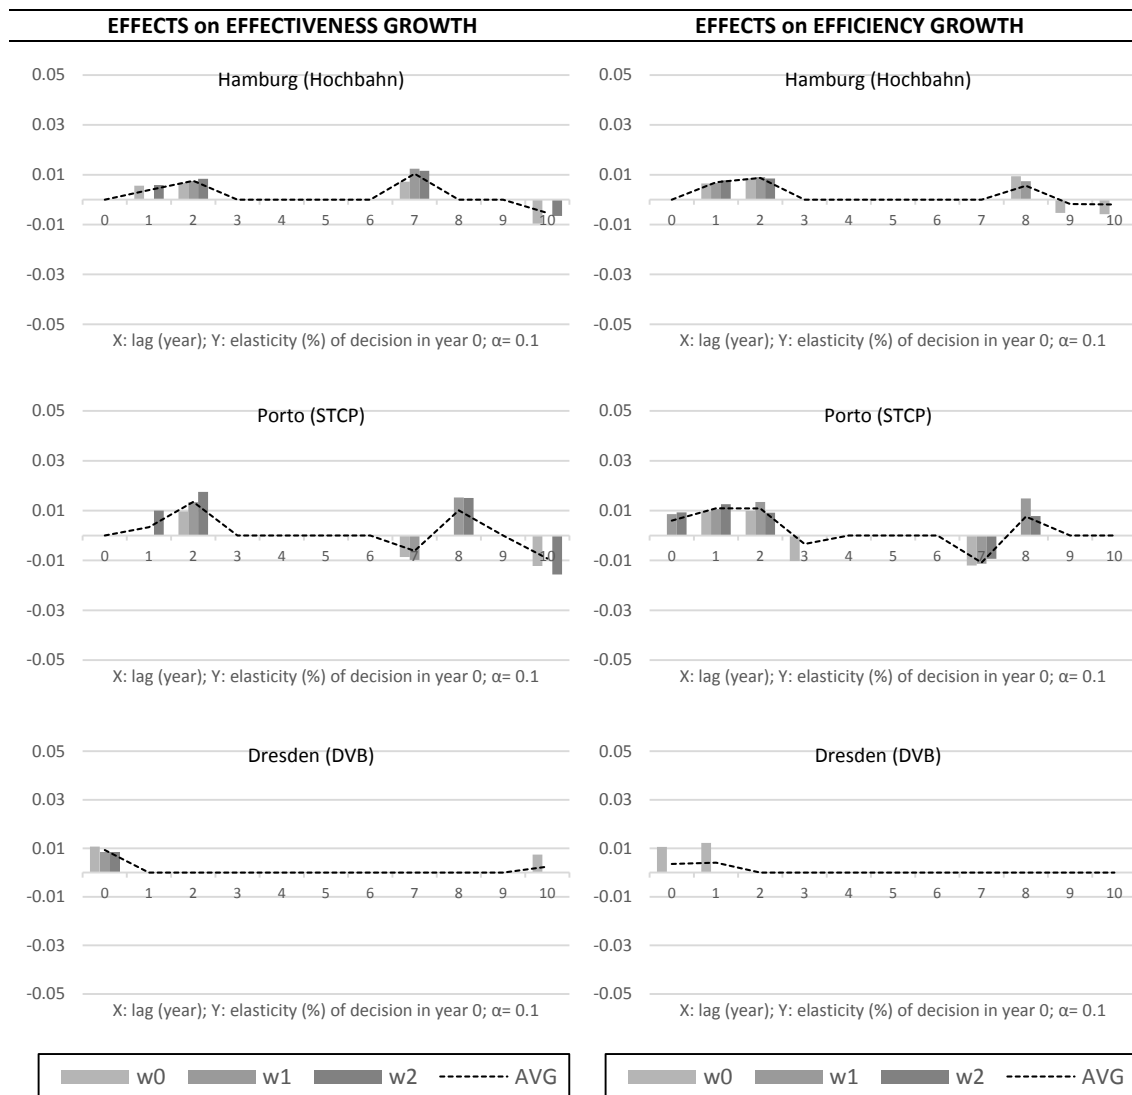 EFFECTS on EFFECTIVENESS GROWTH
EFFECTS on EFFICIENCY GROWTH
Hamburg (Hochbahn)
0.05
0.03
0.01
-0.01
-0.03
-0.05
0 1 2 3 4 5 6 7 8 9 10
X: lag (year); Y: elasticity (%) of decision in year 0; α= 0.1
Hamburg (Hochbahn)
0.05
0.03
0.01
-0.01
-0.03
-0.05
0 1 2 3 4 5 6 7 8 9 10
X: lag (year); Y: elasticity (%) of decision in year 0; α= 0.1
Porto (STCP)
0.05
0.03
0.01
-0.01
-0.03
-0.05
0 1 2 3 4 5 6 7 8 9 10
X: lag (year); Y: elasticity (%) of decision in year 0; α= 0.1
Porto (STCP)
0.05
0.03
0.01
-0.01
-0.03
-0.05
0 1 2 3 4 5 6 7 8 9 10
X: lag (year); Y: elasticity (%) of decision in year 0; α= 0.1
Dresden (DVB)
0.05
0.03
0.01
-0.01
-0.03
-0.05
0 1 2 3 4 5 6 7 8 9 10
X: lag (year); Y: elasticity (%) of decision in year 0; α= 0.1
Dresden (DVB)
0.05
0.03
0.01
-0.01
-0.03
-0.05
0 1 2 3 4 5 6 7 8 9 10
X: lag (year); Y: elasticity (%) of decision in year 0; α= 0.1
w0 w1 w2 AVG
w0 w1 w2 AVG